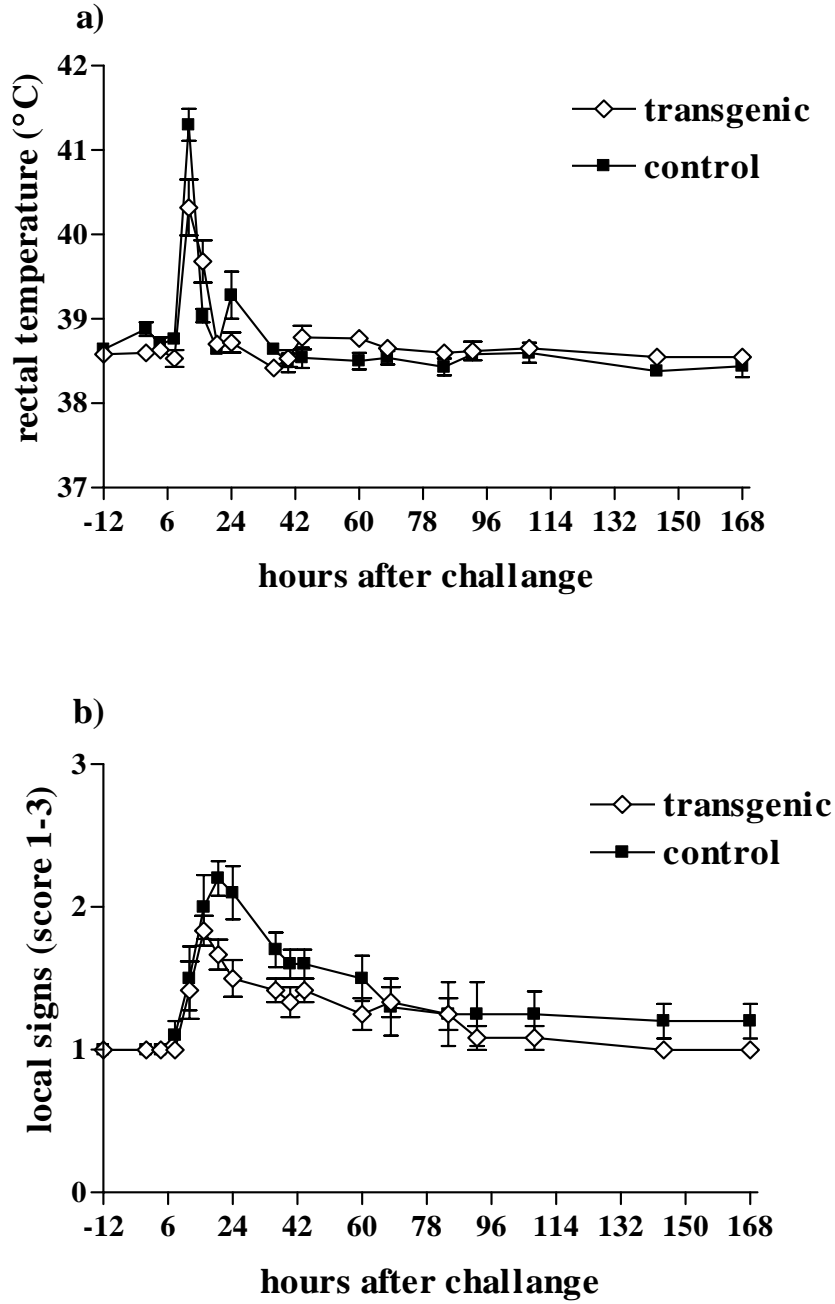 a)
rectal temperature (°C)
42
41
40
39
38
37
transgenic
control
-12 6 24 42 60 78 96 114 132 150 168
hours after challange
b)
local signs (score 1-3)
3
2
1
0
transgenic
control
-12 6 24 42 60 78 96 114 132 150 168
hours after challange